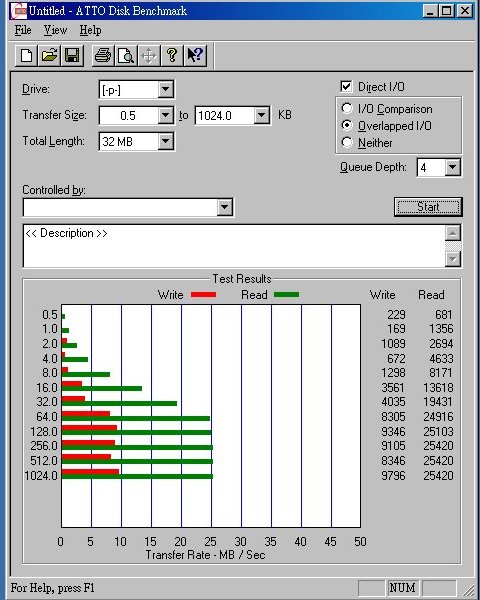 Untitled - ATTO Disk Benchmark
File View Help
Drive: [-p-]
Direct I/O
Transfer Size: 0.5 to 1024.0 KB
I/O Comparison
Overlapped I/O
Neither
Total Length: 32 MB
Queue Depth: 4
Controlled by:
Start
<< Description >>
Test Results
Write Read Write Read
0.5 229 681
1.0 169 1356
2.0 1089 2694
4.0 672 4633
8.0 1298 8171
16.0 3561 13618
32.0 4035 19431
64.0 8305 24916
128.0 9346 25103
256.0 9105 25420
512.0 8346 25420
1024.0 9796 25420
0 5 10 15 20 25 30 35 40 45 50
Transfer Rate - MB / Sec
For Help, press F1 NUM